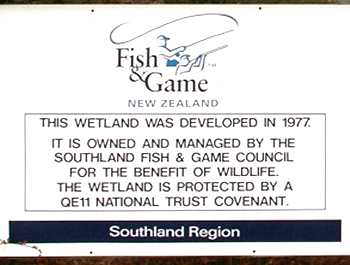 Fish
& Game
NEW ZEALAND
THIS WETLAND WAS DEVELOPED IN 1977.
IT IS OWNED AND MANAGED BY THE
SOUTHLAND FISH & GAME COUNCIL
FOR THE BENEFIT OF WILDLIFE.
THE WETLAND IS PROTECTED BY A
QE11 NATIONAL TRUST COVENANT.
Southland Region